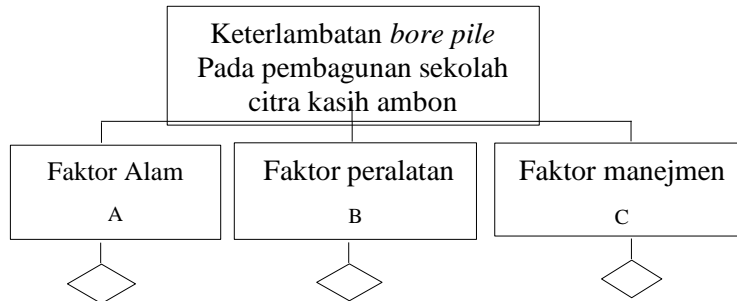 Keterlambatan bore pile
Pada pembagunan sekolah
citra kasih ambon
Faktor Alam
A
Faktor peralatan
B
Faktor manejmen
C